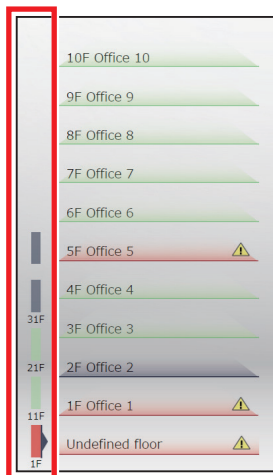 10F Office 10
9F Office 9
8F Office 8
7F Office 7
6F Office 6
5F Office 5
4F Office 4
31F
3F Office 3
21F
2F Office 2
11F
1F Office 1
Undefined floor
1F